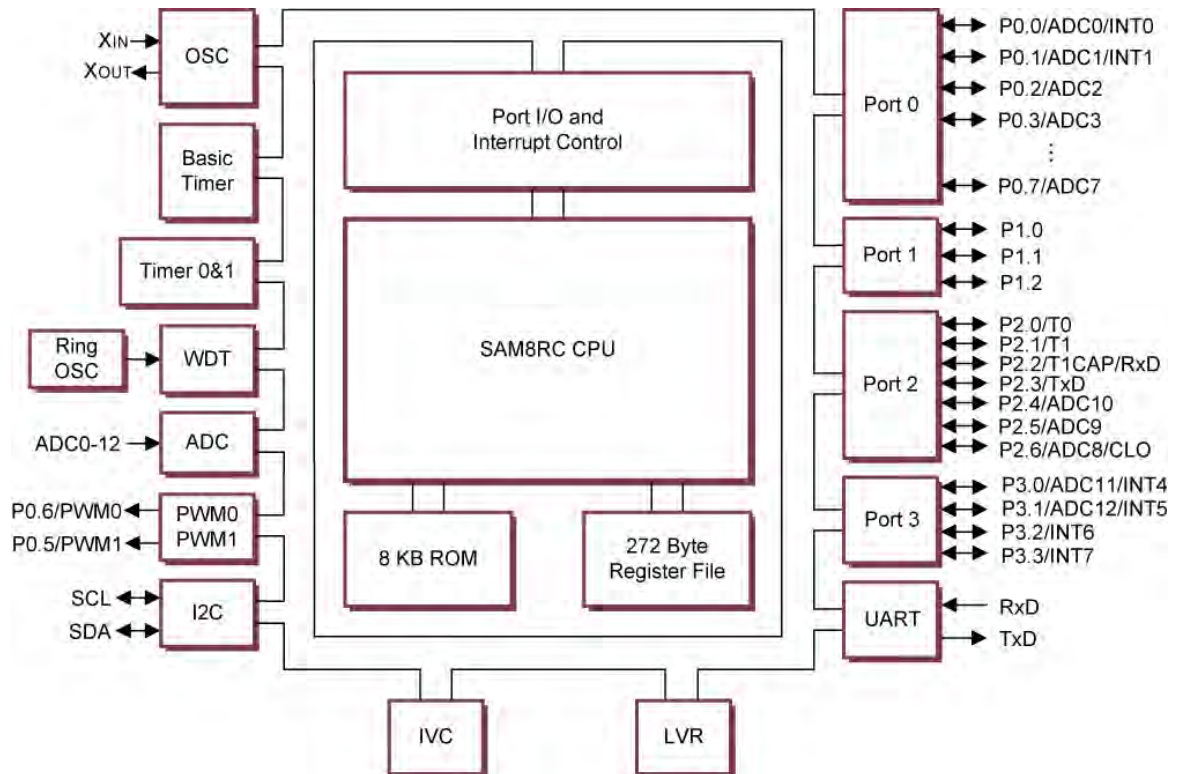 XIN
XOUT
OSC
Basic
Timer
Timer 0&1
Ring
OSC
WDT
ADC0-12
ADC
P0.6/PWM0
P0.5/PWM1
PWM0
PWM1
SCL
SDA
I2C
Port I/O and
Interrupt Control
SAM8RC CPU
8 KB ROM
272 Byte
Register File
IVC
LVR
Port 0
P0.0/ADC0/INT0
P0.1/ADC1/INT1
P0.2/ADC2
P0.3/ADC3
⋮
P0.7/ADC7
Port 1
P1.0
P1.1
P1.2
Port 2
P2.0/T0
P2.1/T1
P2.2/T1CAP/RxD
P2.3/TxD
P2.4/ADC10
P2.5/ADC9
P2.6/ADC8/CLO
Port 3
P3.0/ADC11/INT4
P3.1/ADC12/INT5
P3.2/INT6
P3.3/INT7
UART
RxD
TxD